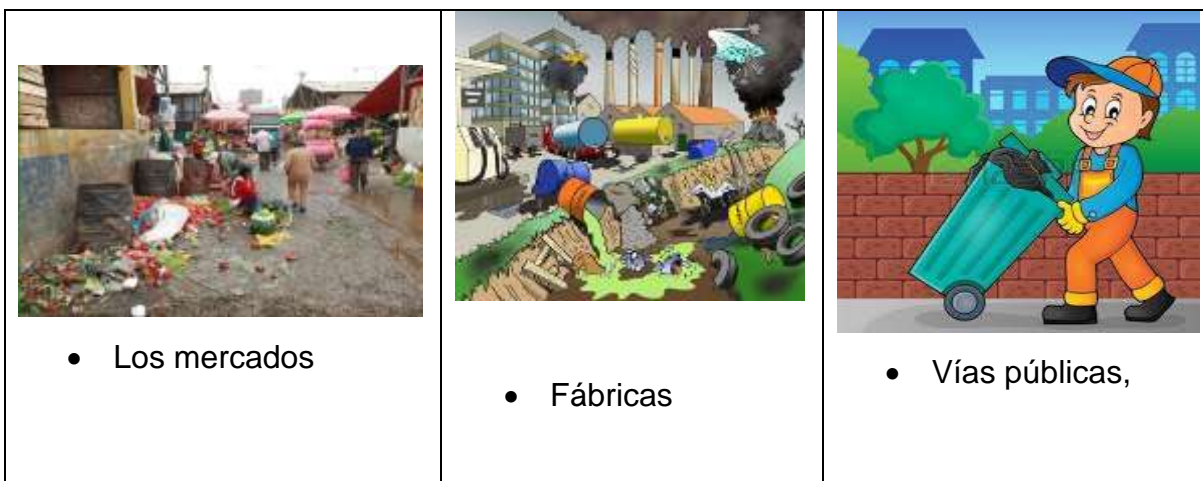 • Los mercados
• Fábricas
• Vías públicas,